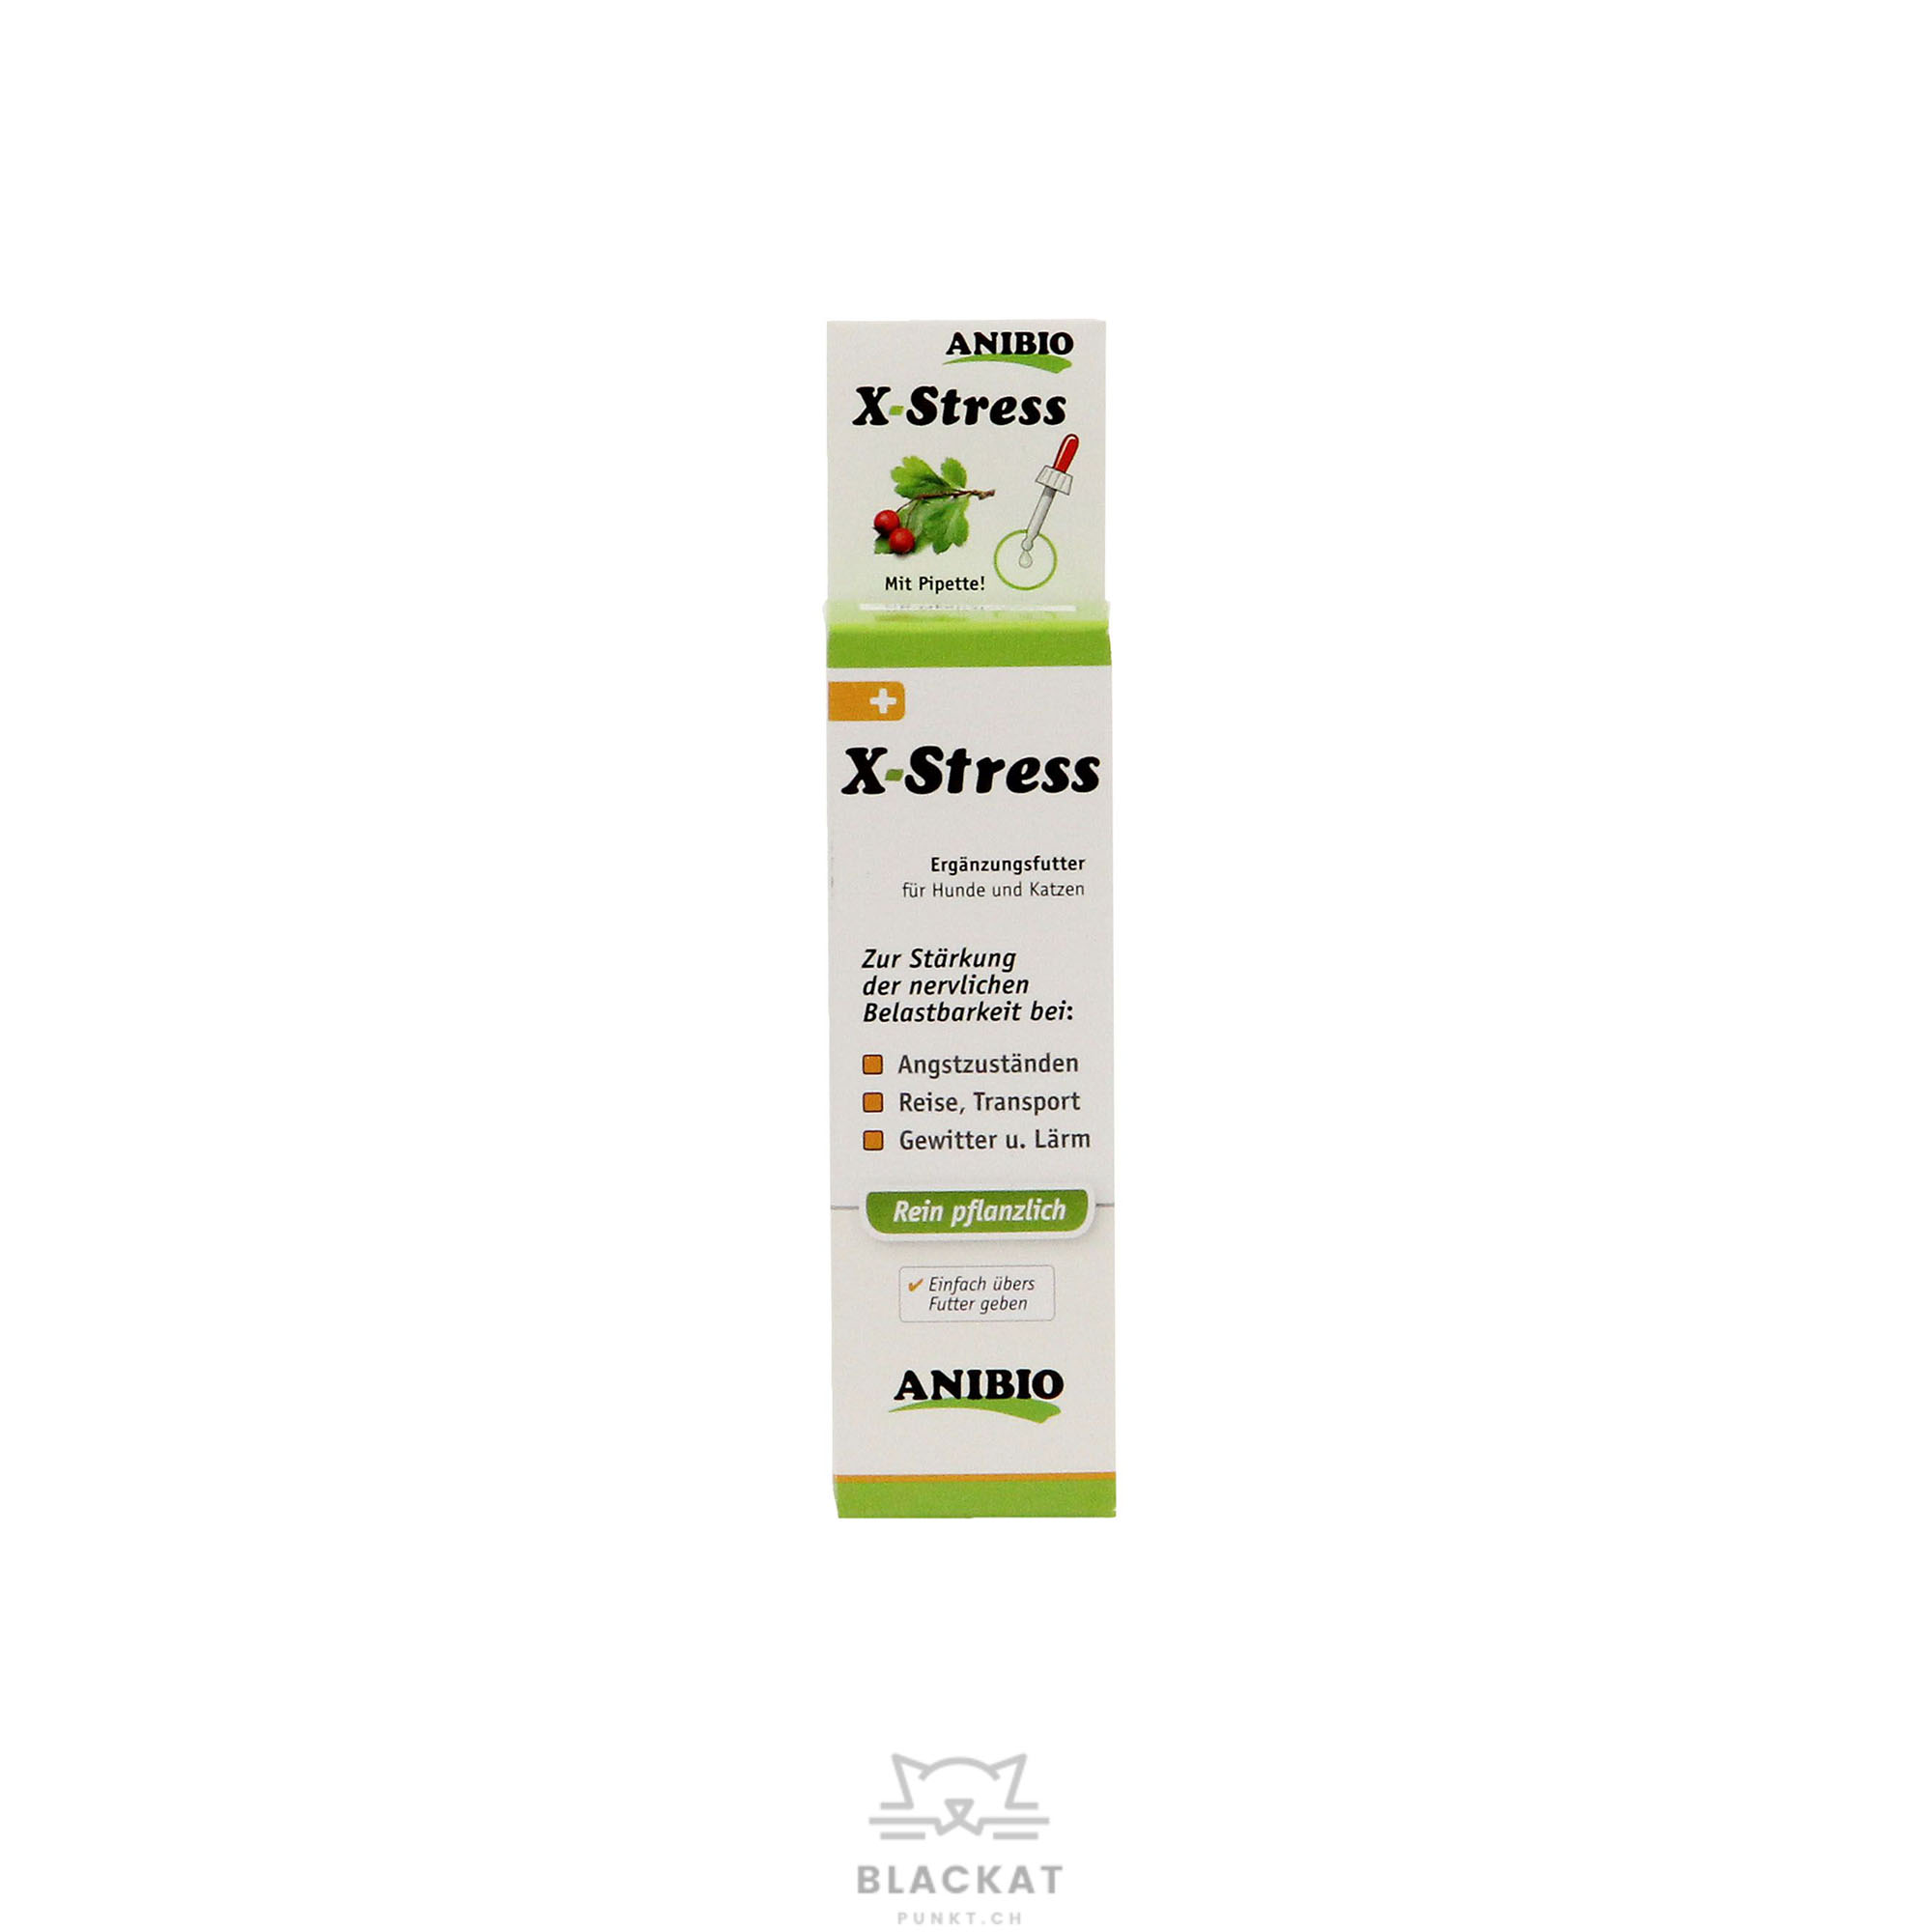 ANIBIO
X-Stress
Mit Pipette!
X-Stress
Ergänzungsfutter
für Hunde und Katzen
Zur Stärkung
der nervlichen
Belastbarkeit bei:
Angstzuständen
Reise, Transport
Gewitter u. Lärm
Rein pflanzlich
✔ Einfach übers
Futter geben
ANIBIO
BLACKAT
PUNKT.CH